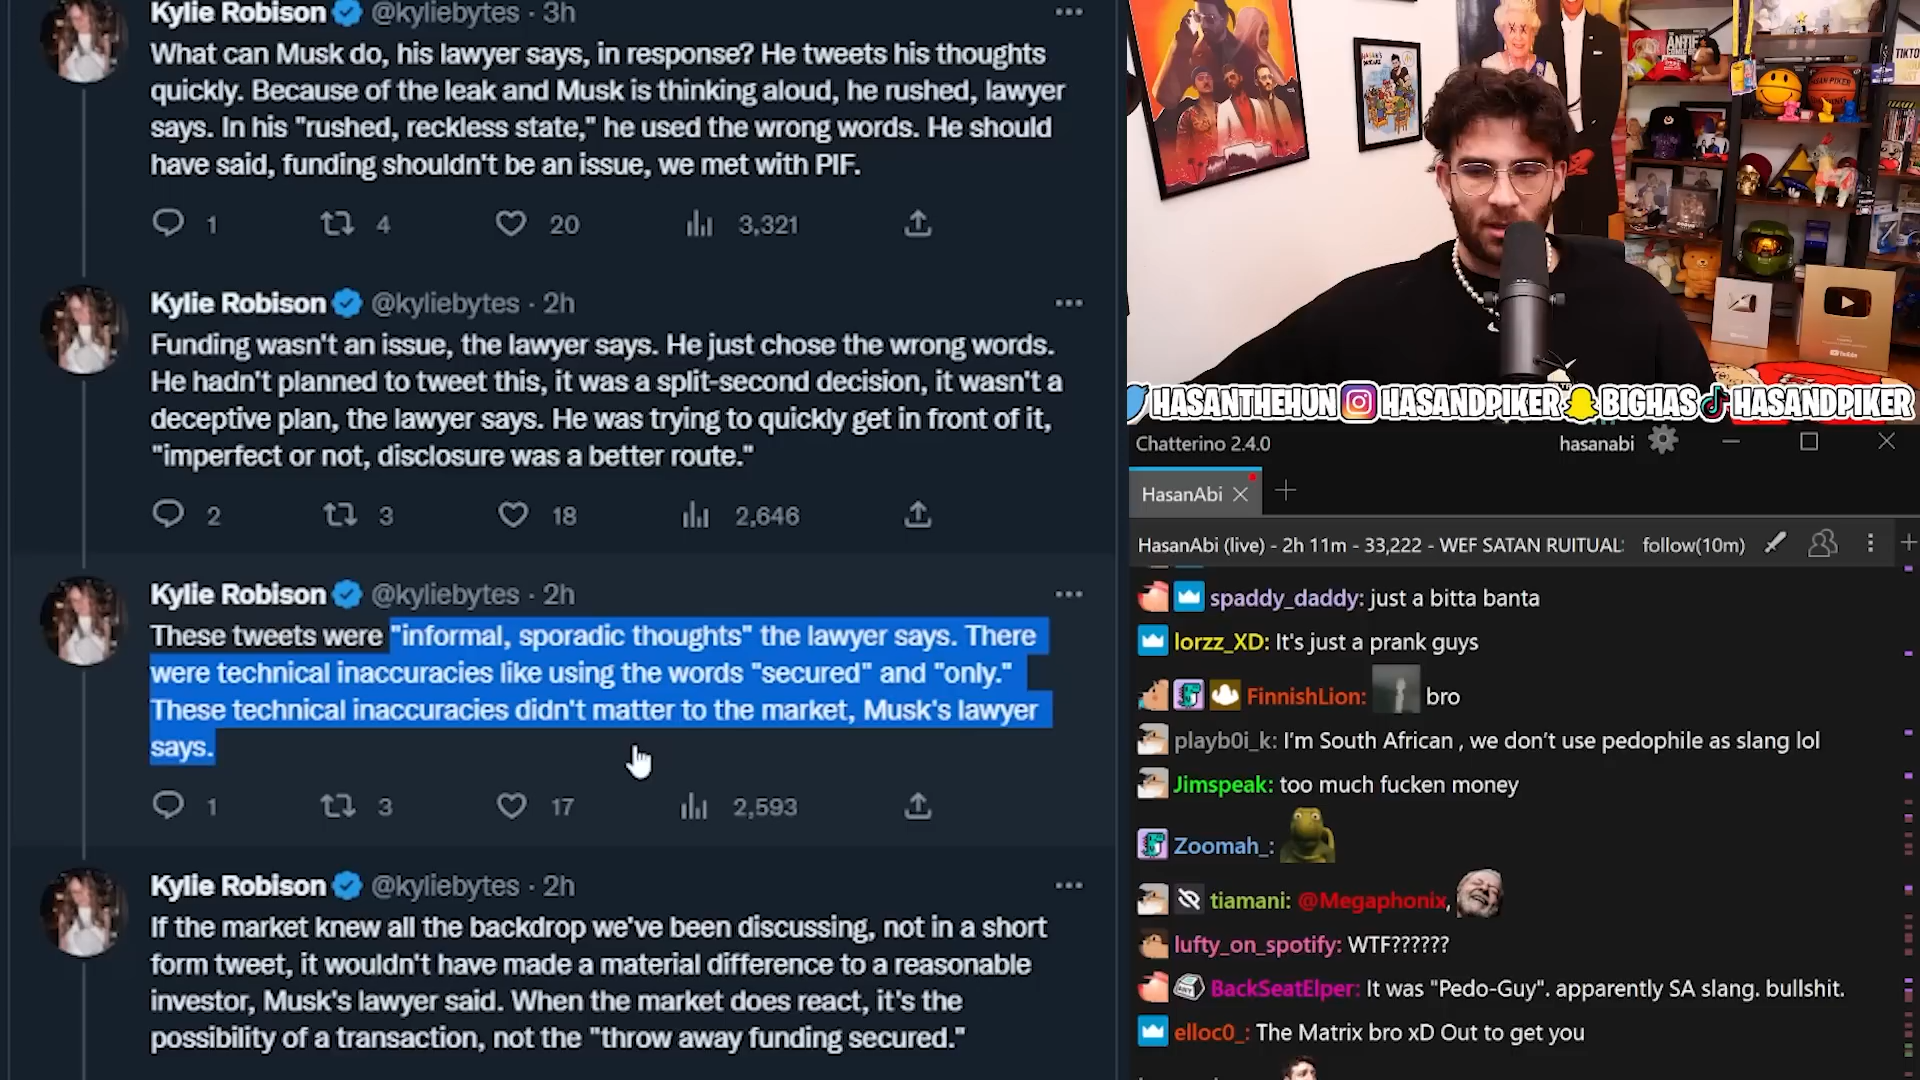 Kylie Robison @kyliebytes · 3h
What can Musk do, his lawyer says, in response? He tweets his thoughts
quickly. Because of the leak and Musk is thinking aloud, he rushed, lawyer
says. In his "rushed, reckless state," he used the wrong words. He should
have said, funding shouldn't be an issue, we met with PIF.
1 4 20 3,321
Kylie Robison @kyliebytes · 2h
Funding wasn't an issue, the lawyer says. He just chose the wrong words.
He hadn't planned to tweet this, it was a split-second decision, it wasn't a
deceptive plan, the lawyer says. He was trying to quickly get in front of it,
"imperfect or not, disclosure was a better route."
2 3 18 2,646
Kylie Robison @kyliebytes · 2h
These tweets were "informal, sporadic thoughts" the lawyer says. There
were technical inaccuracies like using the words "secured" and "only."
These technical inaccuracies didn't matter to the market, Musk's lawyer
says.
1 3 17 2,593
Kylie Robison @kyliebytes · 2h
If the market knew all the backdrop we've been discussing, not in a short
form tweet, it wouldn't have made a material difference to a reasonable
investor, Musk's lawyer said. When the market does react, it's the
possibility of a transaction, not the "throw away funding secured."
HASANTHEHUN HASANDPIKER BIGHAS HASANDPIKER
Chatterino 2.4.0 hasanabi
HasanAbi
HasanAbi (live) - 2h 11m - 33,222 - WEF SATAN RUITUAL: follow(10m)
spaddy_daddy: just a bitta banta
lorzz_XD: It's just a prank guys
FinnishLion: bro
playb0i_k: I'm South African , we don't use pedophile as slang lol
Jimspeak: too much fucken money
Zoomah_:
tiamani: @Megaphonix,
lufty_on_spotify: WTF??????
BackSeatElper: It was "Pedo-Guy". apparently SA slang. bullshit.
elloc0_: The Matrix bro xD Out to get you